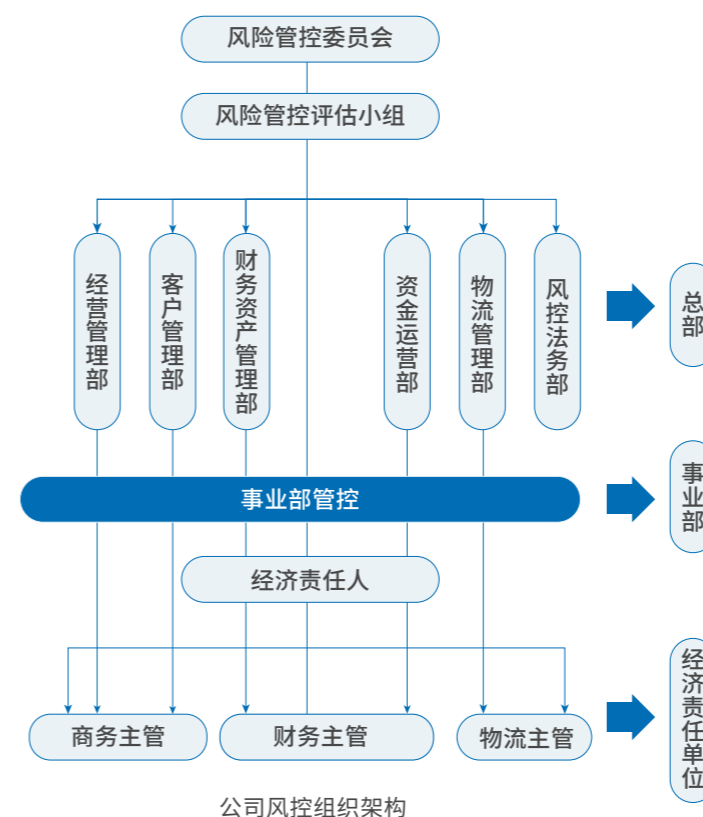 风险管控委员会
风险管控评估小组
经营管理部
客户管理部
财务资产管理部
资金运营部
物流管理部
风控法务部
总部
事业部管控
事业部
经济责任人
商务主管
财务主管
物流主管
经济责任单位
公司风控组织架构